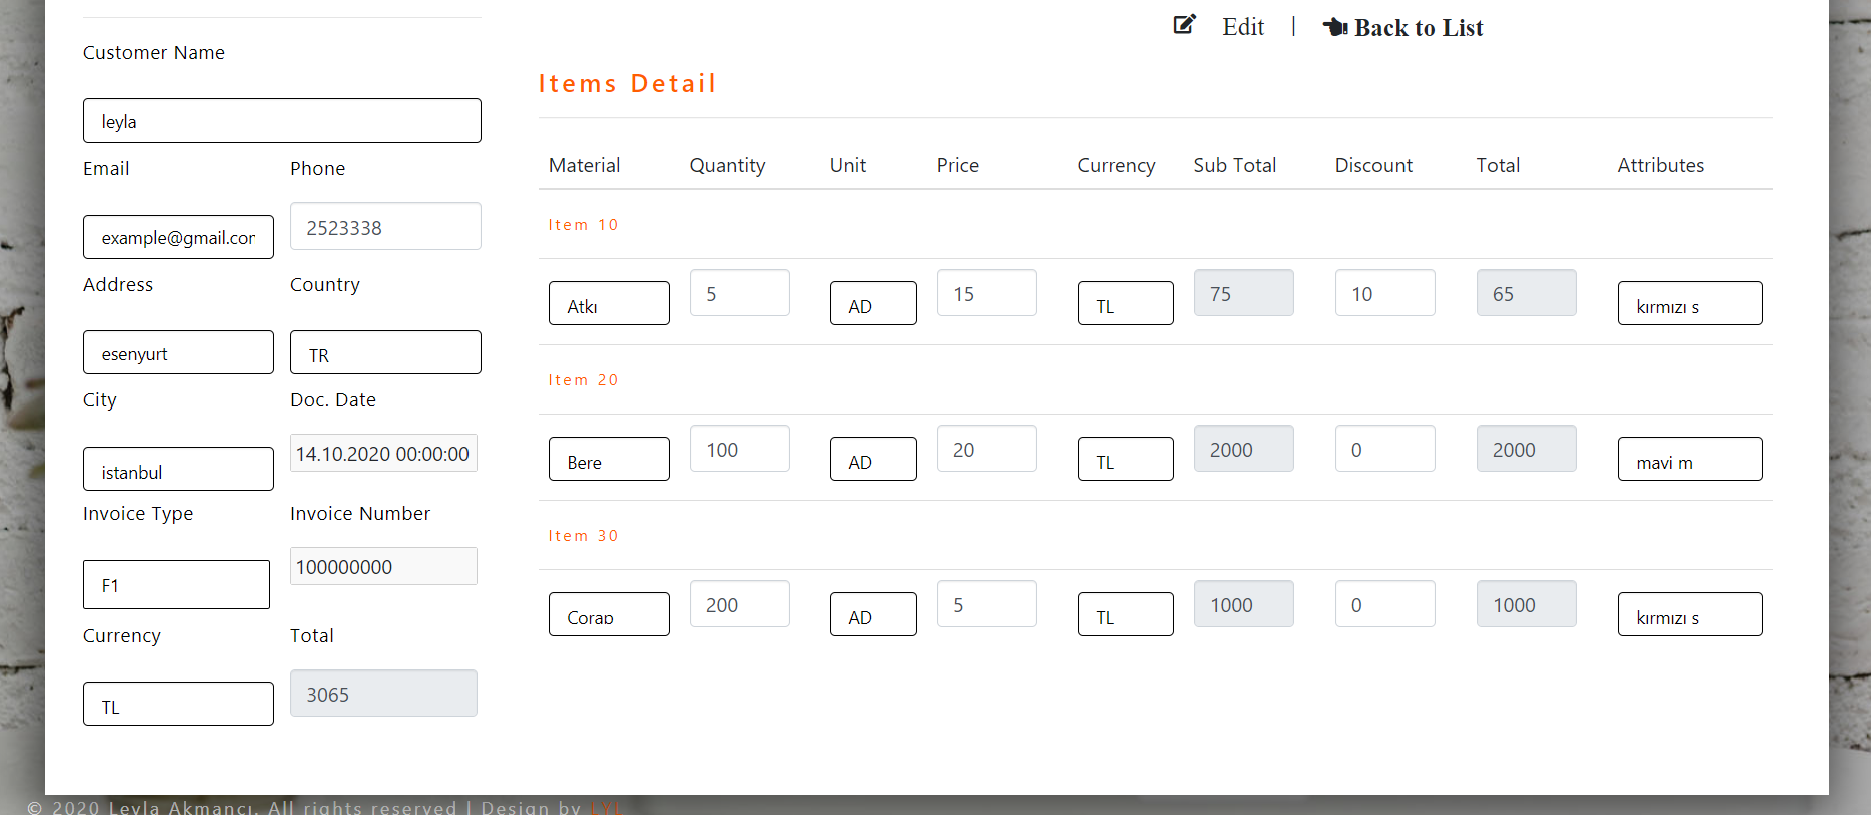 Edit | Back to List
Customer Name
leyla
Email Phone
example@gmail.cor 2523338
Address Country
esenyurt TR
City Doc. Date
istanbul 14.10.2020 00:00:00
Invoice Type Invoice Number
F1 100000000
Currency Total
TL 3065
Items Detail
Material Quantity Unit Price Currency Sub Total Discount Total Attributes
Item 10
Atkı 5 AD 15 TL 75 10 65 kırmızı s
Item 20
Bere 100 AD 20 TL 2000 0 2000 mavi m
Item 30
Corap 200 AD 5 TL 1000 0 1000 kırmızı s
© 2020 Leyla Akmancı. All rights reserved | Design by LYL